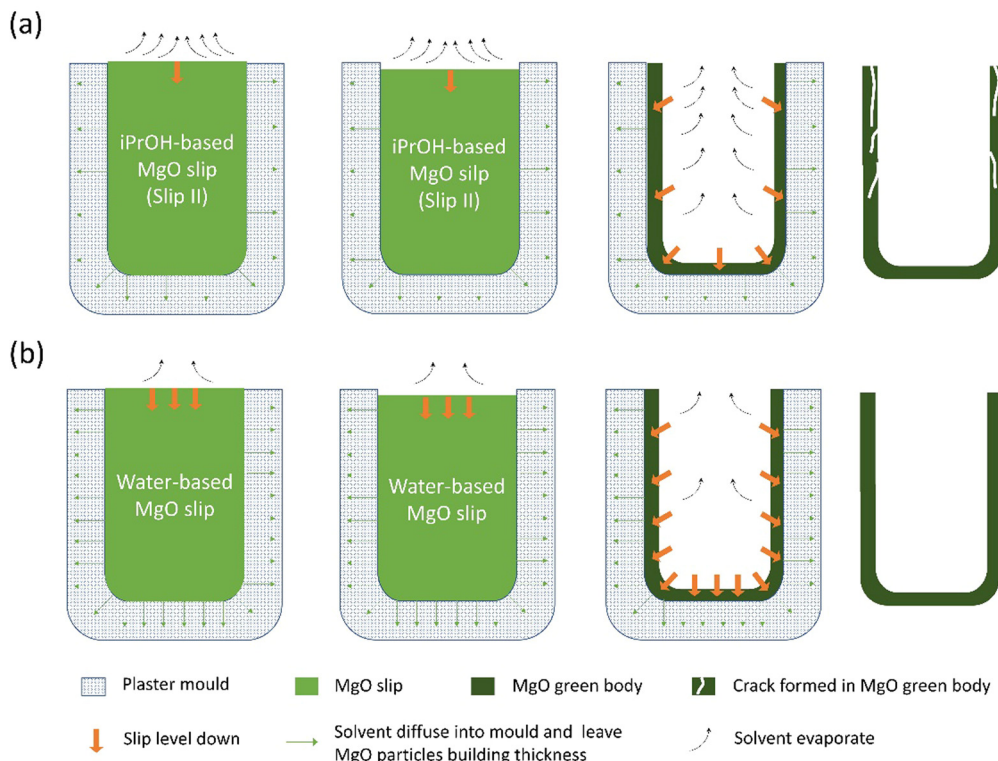 (a)
iPrOH-based
MgO slip
(Slip II)
iPrOH-based
MgO silp
(Slip II)
(b)
Water-based
MgO slip
Water-based
MgO slip
Plaster mould
MgO slip
MgO green body
Crack formed in MgO green body
Slip level down
Solvent diffuse into mould and leave
MgO particles building thickness
Solvent evaporate